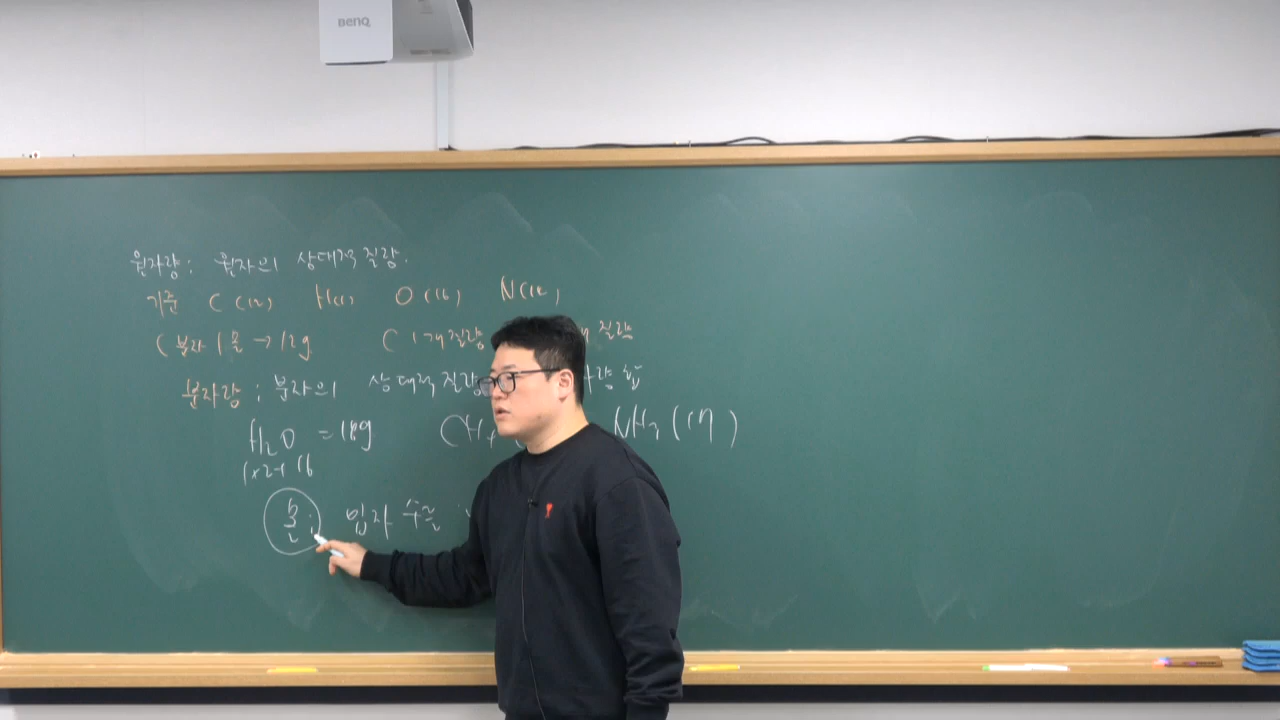 BENQ
원자량 : 원자의 상대적 질량.
기준 C (12) H(1) O (16) N(14)
C 원자 1몰 → 12g C 1개 질량 질량
분자량 : 분자의 상대적 질량 합
H₂O = 18g CH₄ NH₃ (17)
1×2+16
몰 : 입자 수를